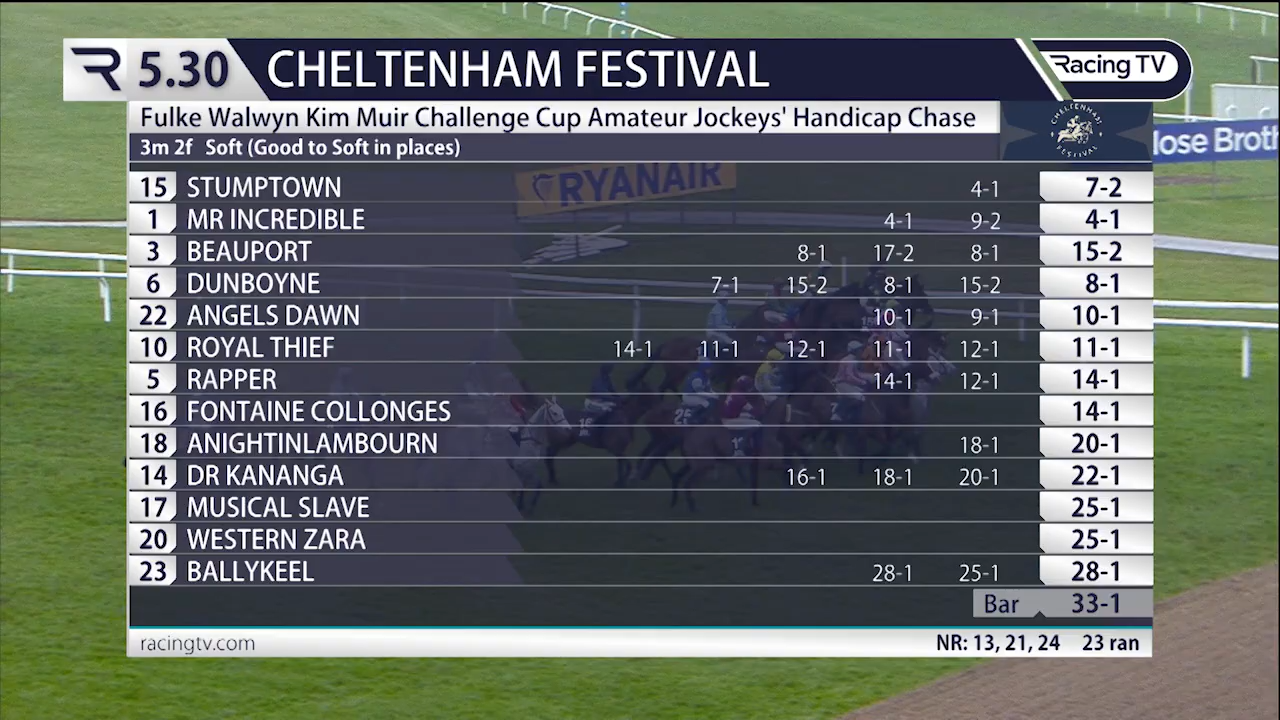 5.30 CHELTENHAM FESTIVAL Racing TV
Fulke Walwyn Kim Muir Challenge Cup Amateur Jockeys' Handicap Chase
CHELTENHAM FESTIVAL
3m 2f Soft (Good to Soft in places)
lose Broth
RYANAIR
15 STUMPTOWN 4-1 7-2
1 MR INCREDIBLE 4-1 9-2 4-1
3 BEAUPORT 8-1 17-2 8-1 15-2
6 DUNBOYNE 7-1 15-2 8-1 15-2 8-1
22 ANGELS DAWN 10-1 9-1 10-1
10 ROYAL THIEF 14-1 11-1 12-1 11-1 12-1 11-1
5 RAPPER 14-1 12-1 14-1
16 FONTAINE COLLONGES 14-1
18 ANIGHTINLAMBOURN 18-1 20-1
14 DR KANANGA 16-1 18-1 20-1 22-1
17 MUSICAL SLAVE 25-1
20 WESTERN ZARA 25-1
23 BALLYKEEL 28-1 25-1 28-1
Bar 33-1
racingtv.com NR: 13, 21, 24 23 ran